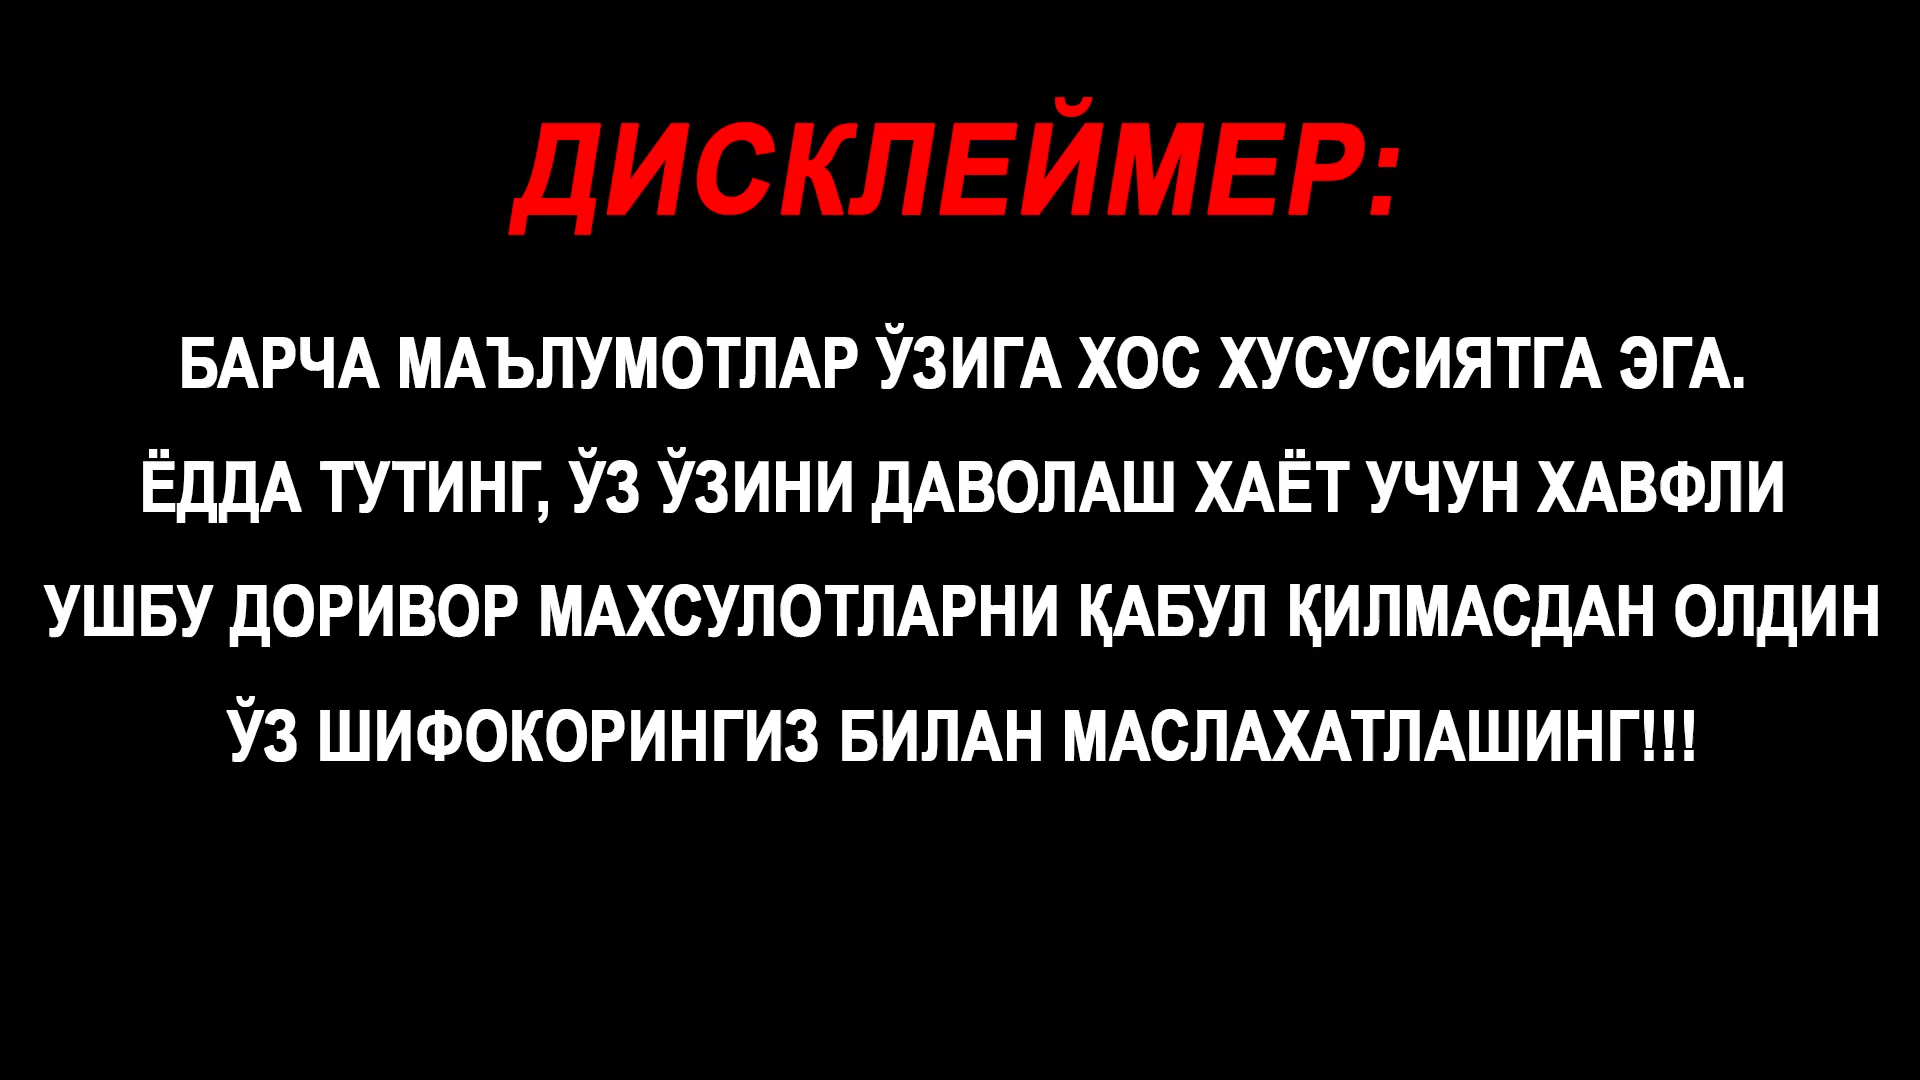 ДИСКЛЕЙМЕР:
БАРЧА МАЪЛУМОТЛАР ЎЗИГА ХОС ХУСУСИЯТГА ЭГА.
ЁДДА ТУТИНГ, ЎЗ ЎЗИНИ ДАВОЛАШ ХАЁТ УЧУН ХАВФЛИ
УШБУ ДОРИВОР МАХСУЛОТЛАРНИ ҚАБУЛ ҚИЛМАСДАН ОЛДИН
ЎЗ ШИФОКОРИНГИЗ БИЛАН МАСЛАХАТЛАШИНГ!!!